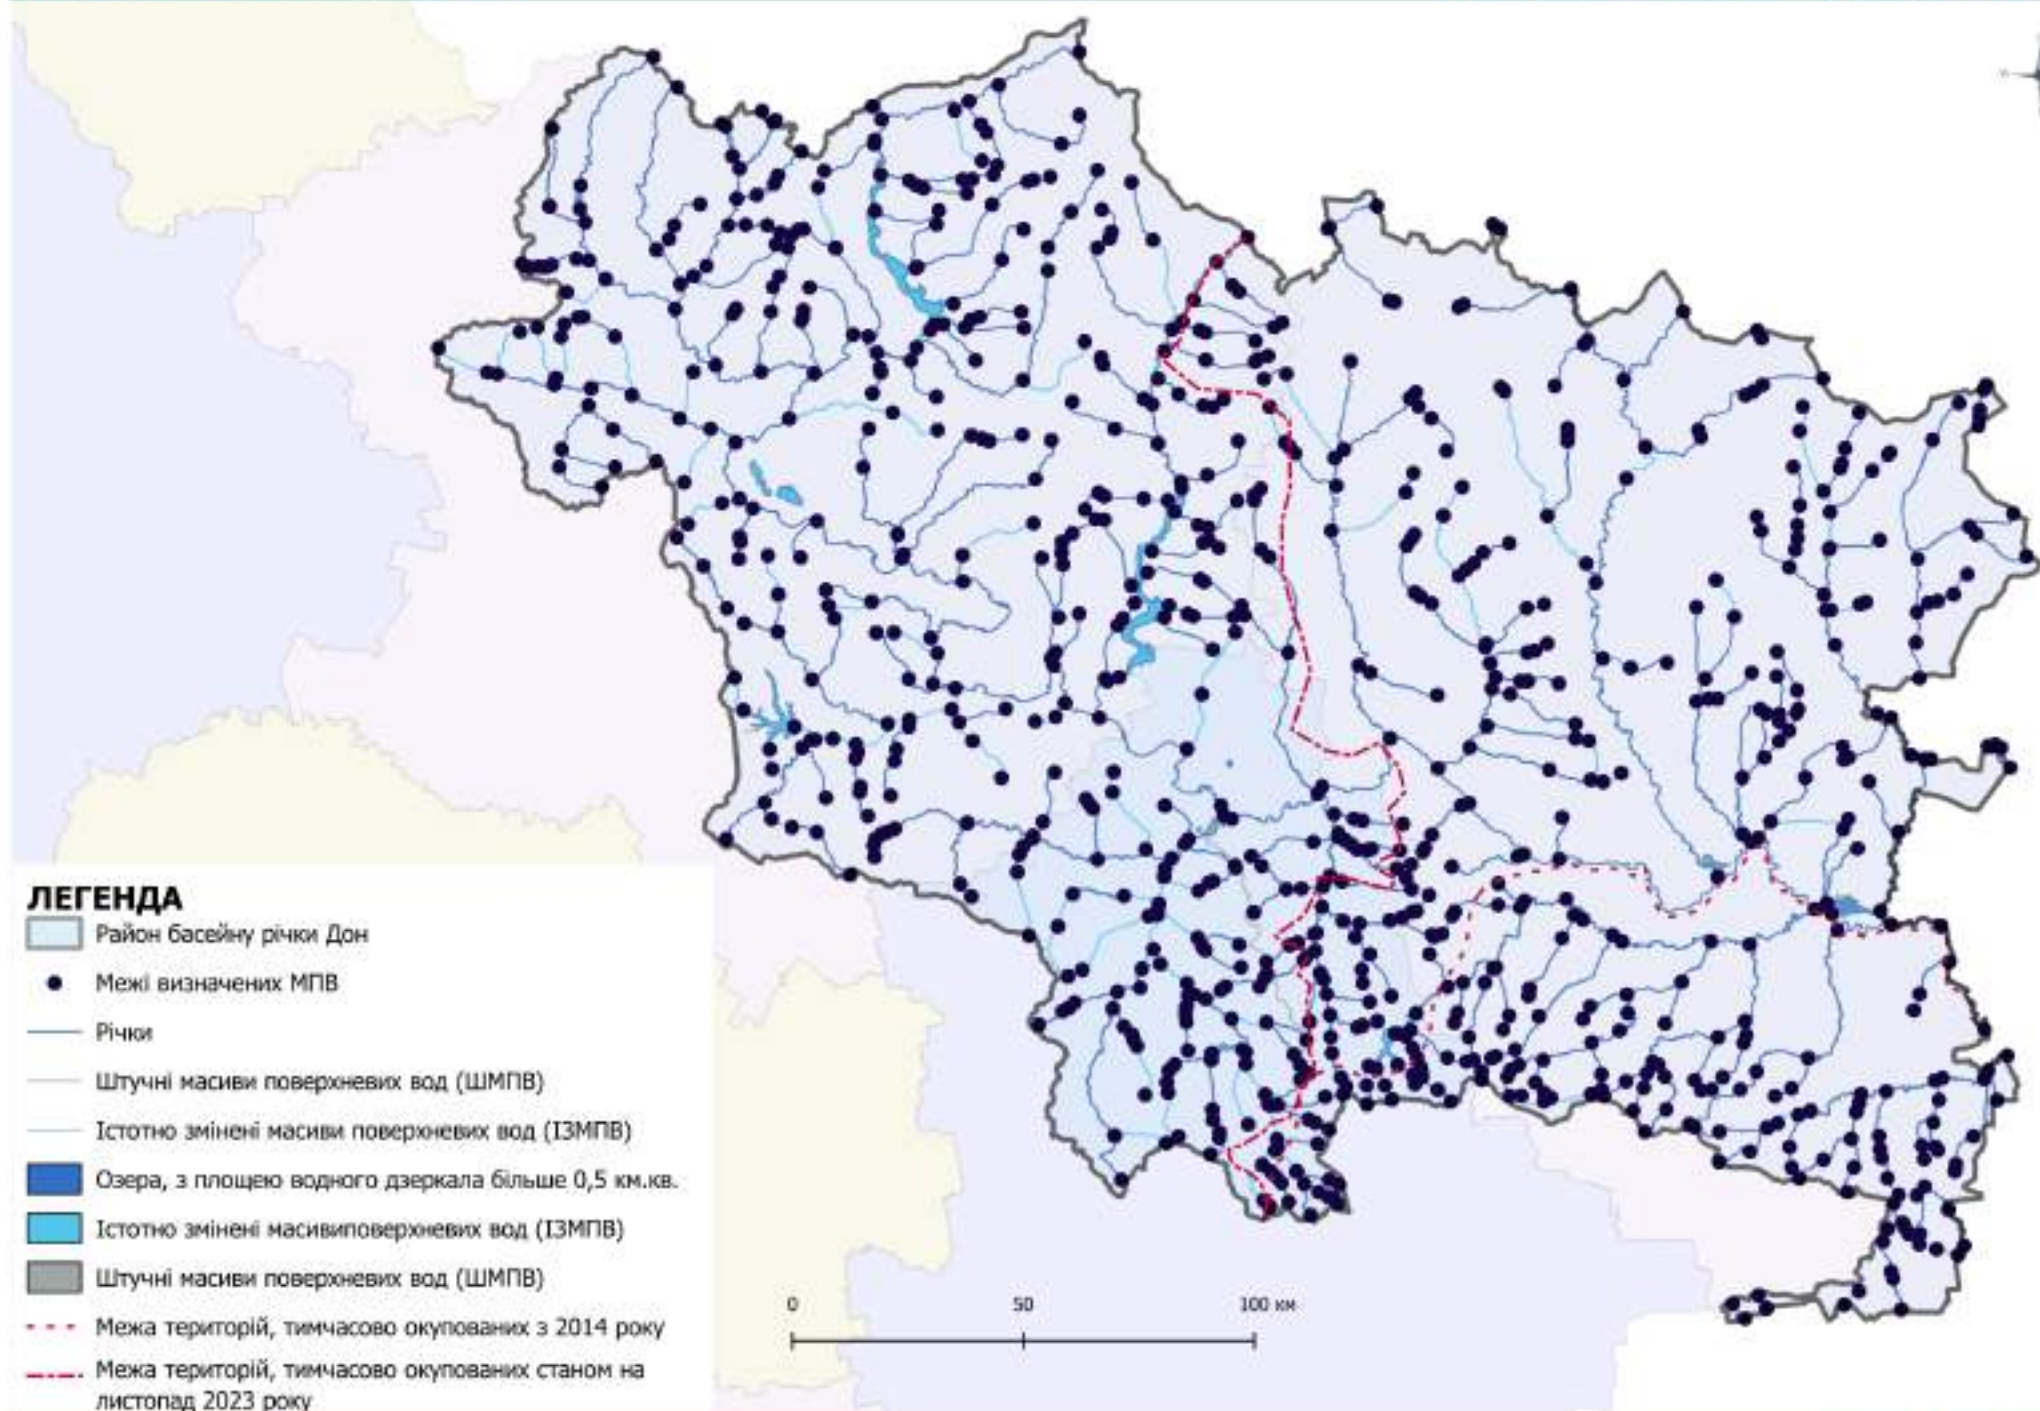 ЛЕГЕНДА
Район басейну річки Дон
Межі визначених МПВ
Річки
Штучні масиви поверхневих вод (ШМПВ)
Істотно змінені масиви поверхневих вод (ІЗМПВ)
Озера, з площею водного дзеркала більше 0,5 км.кв.
Істотно змінені масивиповерхневих вод (ІЗМПВ)
Штучні масиви поверхневих вод (ШМПВ)
Межа територій, тимчасово окупованих з 2014 року
Межа територій, тимчасово окупованих станом на
листопад 2023 року
0 50 100 км